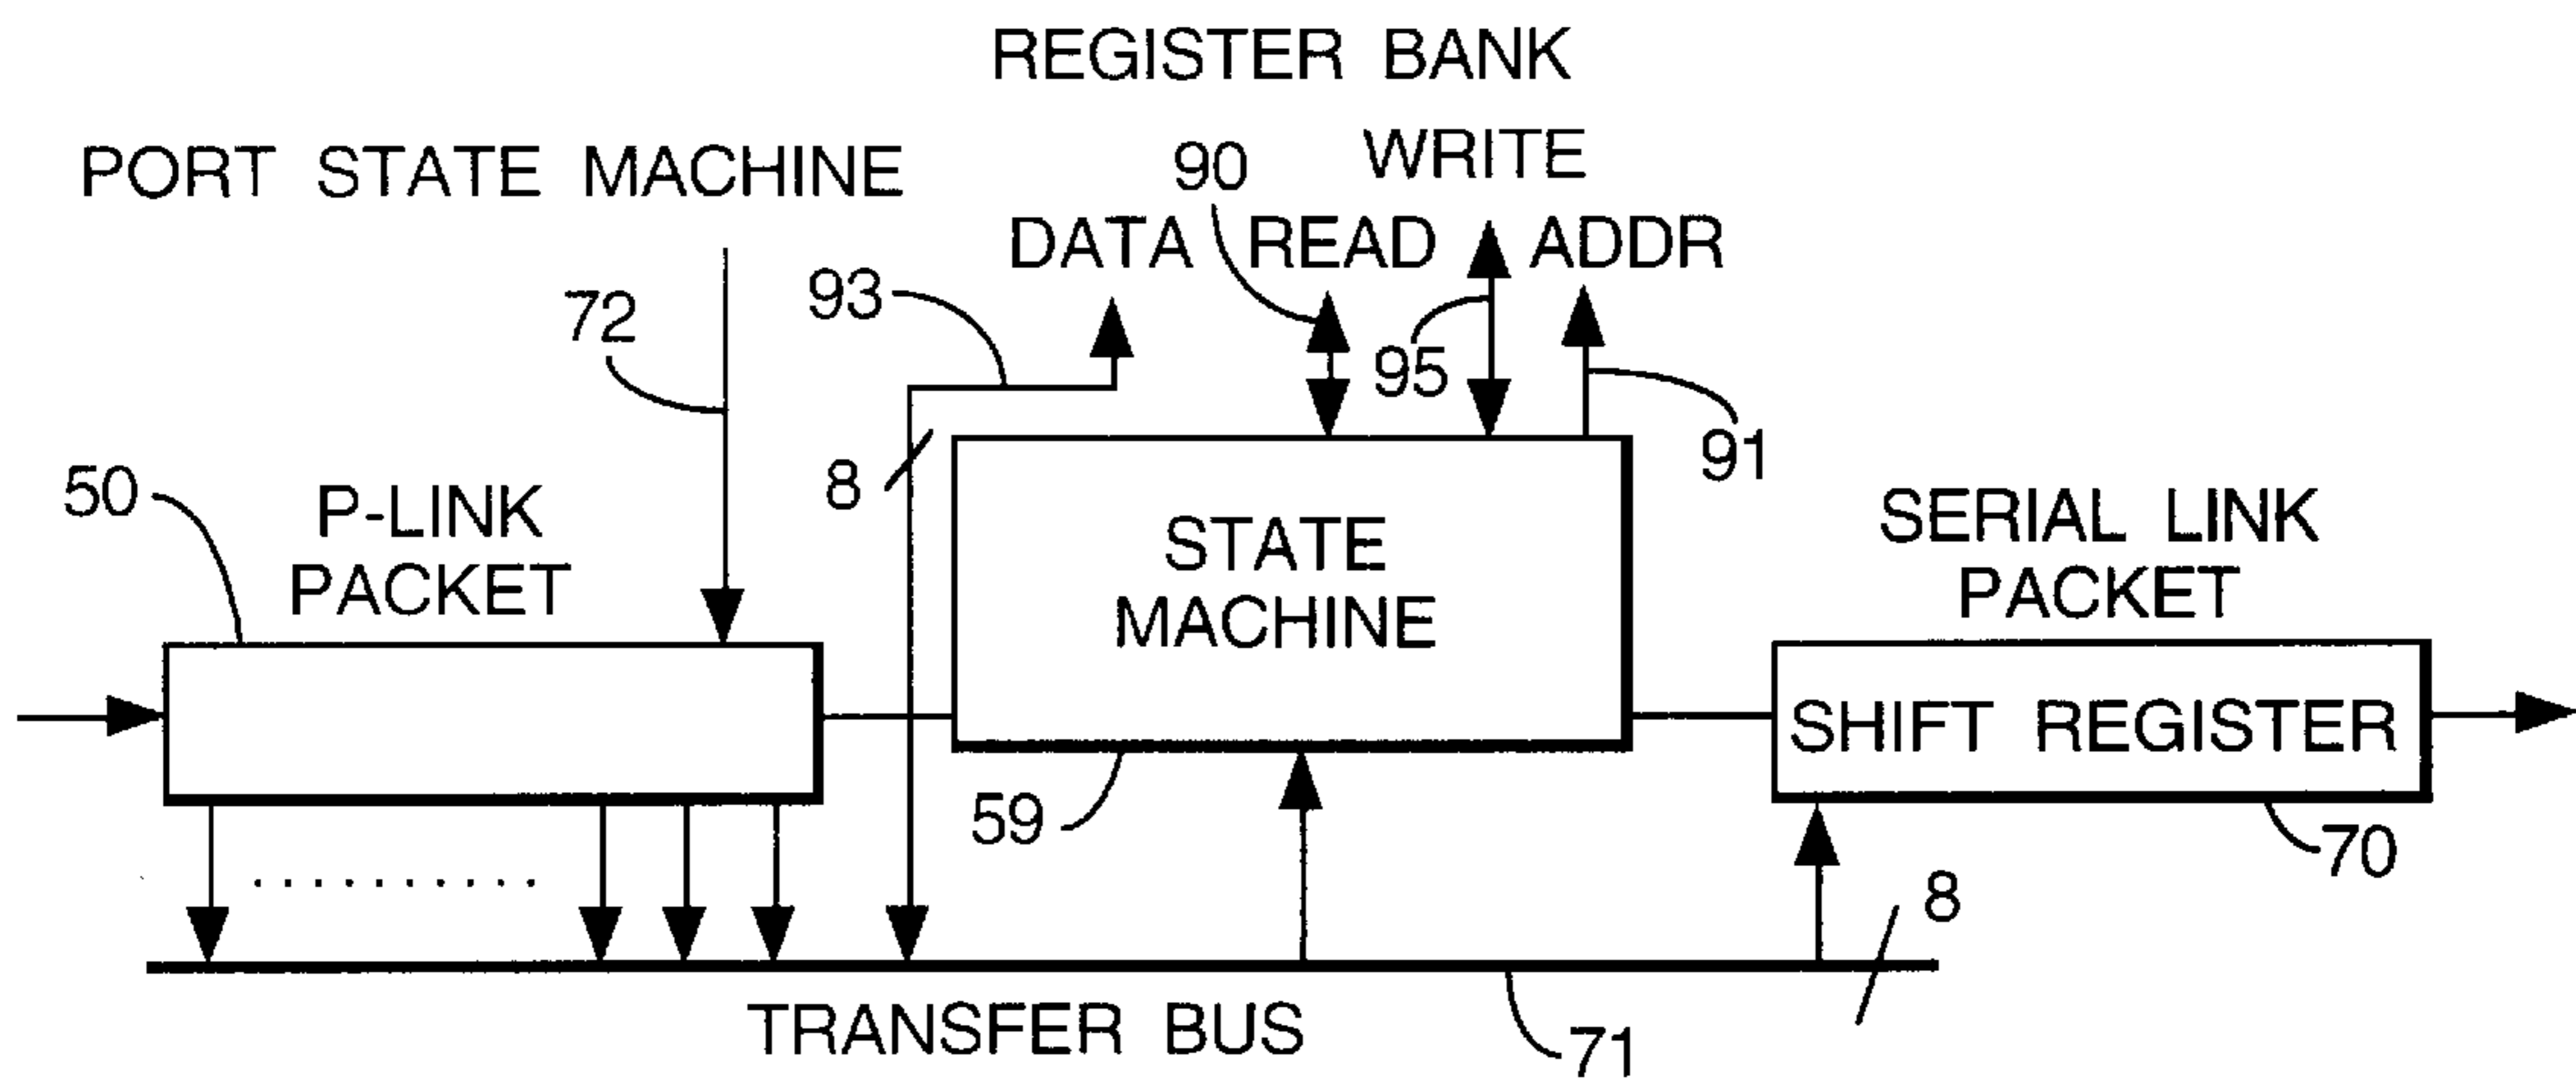 REGISTER BANK
PORT STATE MACHINE
90
WRITE
DATA READ ADDR
93
72
95
91
8
50
P-LINK
PACKET
STATE
MACHINE
SERIAL LINK
PACKET
SHIFT REGISTER
59
70
8
TRANSFER BUS
71